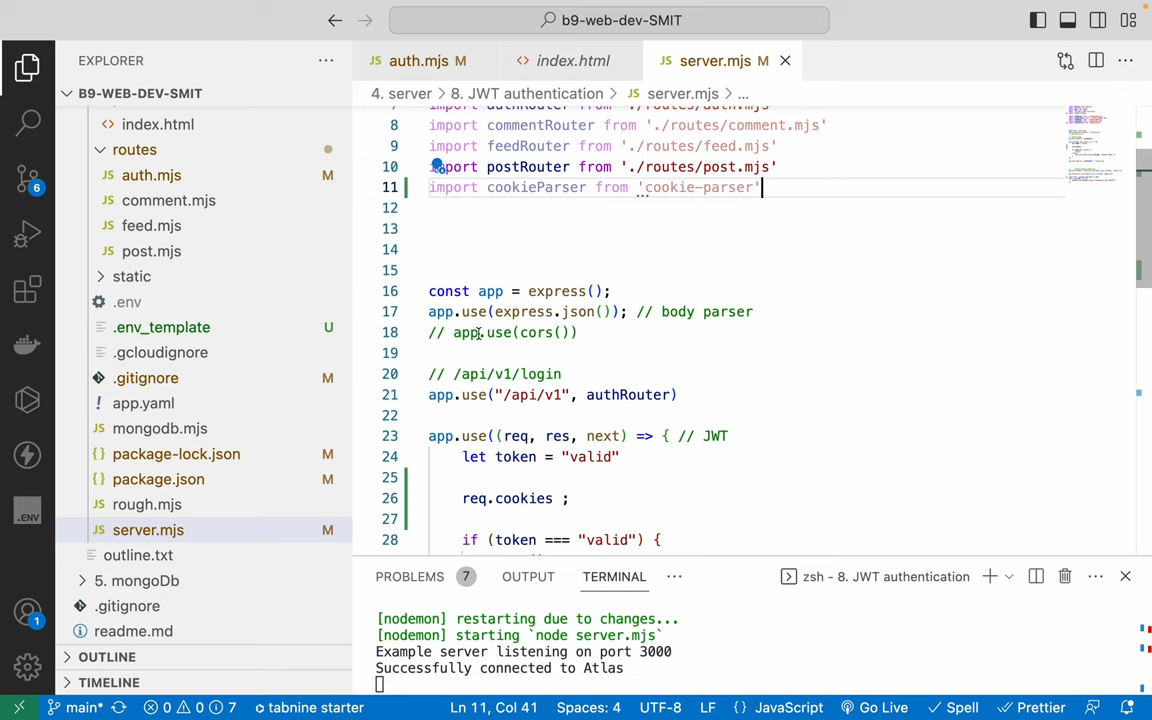 b9-web-dev-SMIT
EXPLORER
B9-WEB-DEV-SMIT
index.html
routes
auth.mjs M
comment.mjs
feed.mjs
post.mjs
static
.env
.env_template U
.gcloudignore
.gitignore M
app.yaml
mongodb.mjs
package-lock.json M
package.json M
rough.mjs
server.mjs M
outline.txt
5. mongoDb
.gitignore
readme.md
OUTLINE
TIMELINE
6
.ENV
1
JS auth.mjs M <> index.html JS server.mjs M
4. server > 8. JWT authentication > JS server.mjs > ...
7 import authRouter from './routes/auth.mjs'
8 import commentRouter from './routes/comment.mjs'
9 import feedRouter from './routes/feed.mjs'
10 import postRouter from './routes/post.mjs'
11 import cookieParser from 'cookie-parser'
12
13
14
15
16 const app = express();
17 app.use(express.json()); // body parser
18 // app.use(cors())
19
20 // /api/v1/login
21 app.use("/api/v1", authRouter)
22
23 app.use((req, res, next) => { // JWT
24 let token = "valid"
25
26 req.cookies ;
27
28 if (token === "valid") {
PROBLEMS 7 OUTPUT TERMINAL ... zsh - 8. JWT authentication
[nodemon] restarting due to changes...
[nodemon] starting `node server.mjs`
Example server listening on port 3000
Successfully connected to Atlas
main* 0 0 7 tabnine starter Ln 11, Col 41 Spaces: 4 UTF-8 LF {} JavaScript Go Live Spell Prettier